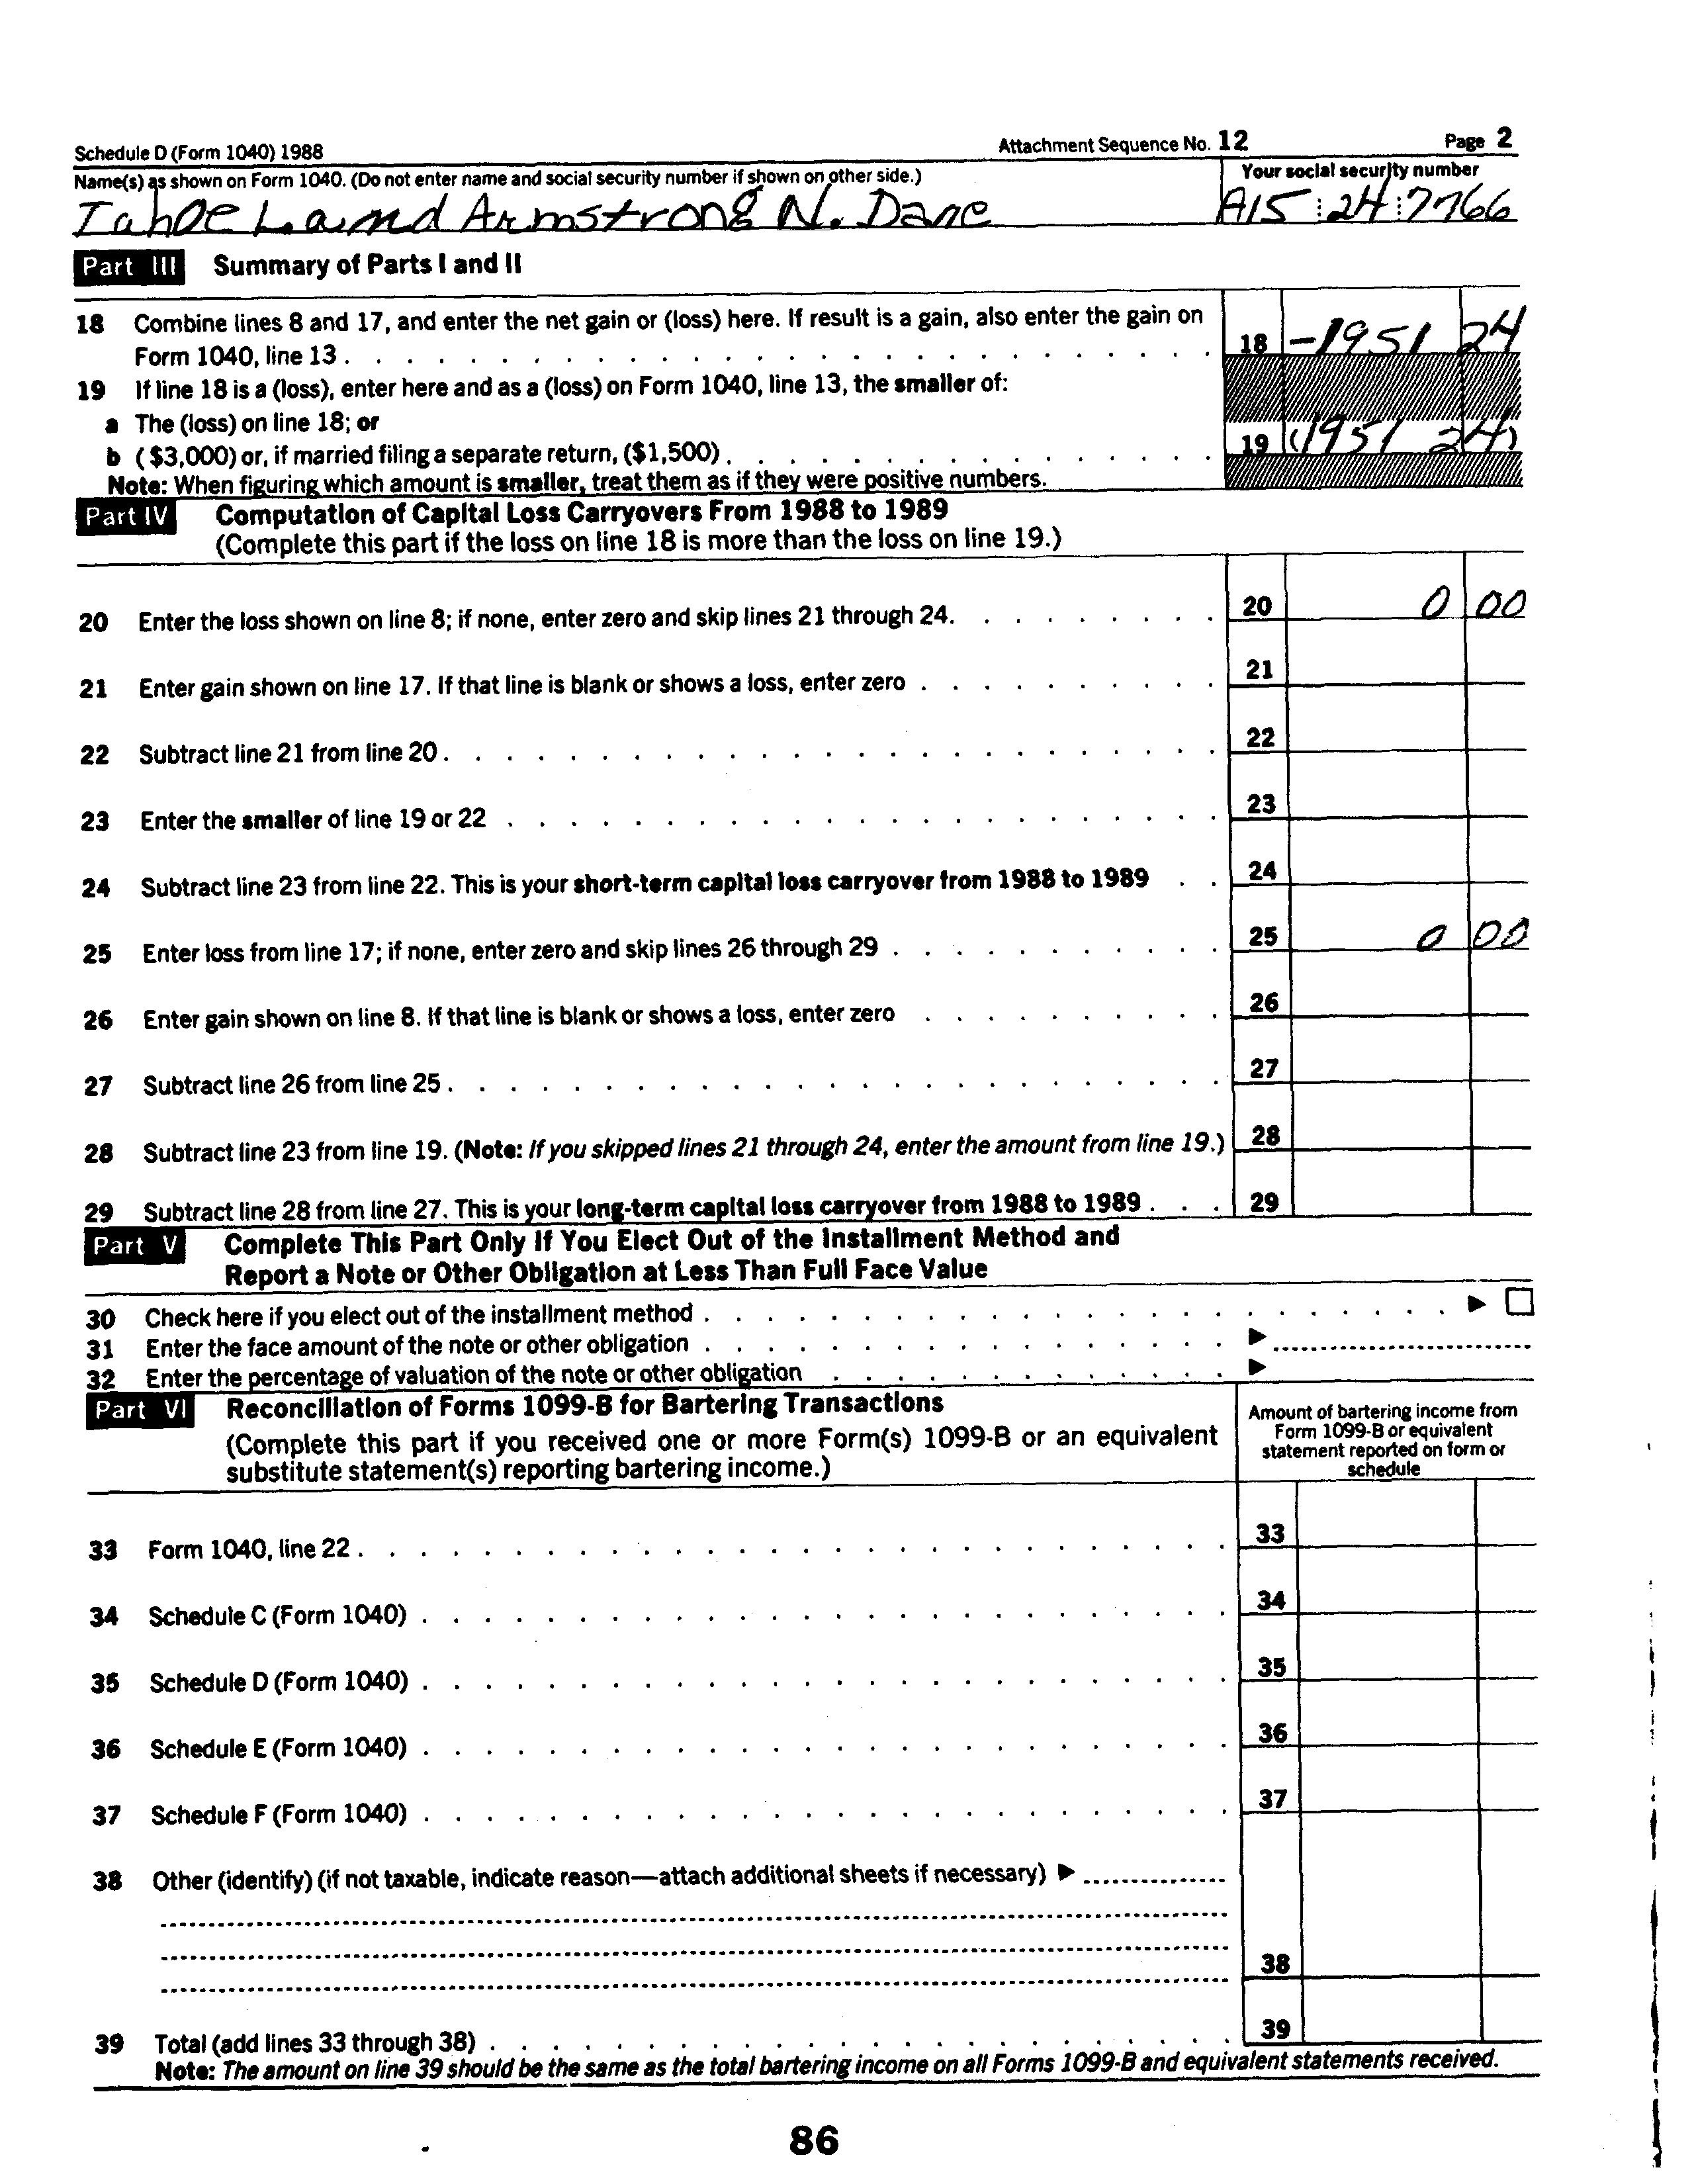 Schedule D (Form 1040) 1988 Attachment Sequence No. 12 Page 2
Name(s) as shown on Form 1040. (Do not enter name and social security number if shown on other side.) Your social security number
Tahoe Armstrong N. Dane A15 24 7766
Part III Summary of Parts I and II
18 Combine lines 8 and 17, and enter the net gain or (loss) here. If result is a gain, also enter the gain on
Form 1040, line 13 . 18 -1951 24
19 If line 18 is a (loss), enter here and as a (loss) on Form 1040, line 13, the smaller of:
a The (loss) on line 18; or
b ($3,000) or, if married filing a separate return, ($1,500) . 19 (1951 24)
Note: When figuring which amount is smaller, treat them as if they were positive numbers.
Part IV Computation of Capital Loss Carryovers From 1988 to 1989
(Complete this part if the loss on line 18 is more than the loss on line 19.)
20 Enter the loss shown on line 8; if none, enter zero and skip lines 21 through 24. 20 0 00
21 Enter gain shown on line 17. If that line is blank or shows a loss, enter zero . 21
22 Subtract line 21 from line 20 . 22
23 Enter the smaller of line 19 or 22 . 23
24 Subtract line 23 from line 22. This is your short-term capital loss carryover from 1988 to 1989 . 24
25 Enter loss from line 17; if none, enter zero and skip lines 26 through 29 . 25 0 00
26 Enter gain shown on line 8. If that line is blank or shows a loss, enter zero . 26
27 Subtract line 26 from line 25 . 27
28 Subtract line 23 from line 19. (Note: If you skipped lines 21 through 24, enter the amount from line 19.) 28
29 Subtract line 28 from line 27. This is your long-term capital loss carryover from 1988 to 1989 . 29
Part V Complete This Part Only If You Elect Out of the Installment Method and
Report a Note or Other Obligation at Less Than Full Face Value
30 Check here if you elect out of the installment method . ► ☐
31 Enter the face amount of the note or other obligation . ►
32 Enter the percentage of valuation of the note or other obligation . ►
Part VI Reconciliation of Forms 1099-B for Bartering Transactions
(Complete this part if you received one or more Form(s) 1099-B or an equivalent
substitute statement(s) reporting bartering income.)
Amount of bartering income from
Form 1099-B or equivalent
statement reported on form or
schedule
33 Form 1040, line 22 . 33
34 Schedule C (Form 1040) . 34
35 Schedule D (Form 1040) . 35
36 Schedule E (Form 1040) . 36
37 Schedule F (Form 1040) . 37
38 Other (identify) (if not taxable, indicate reason—attach additional sheets if necessary) ►
38
39 Total (add lines 33 through 38) . 39
Note: The amount on line 39 should be the same as the total bartering income on all Forms 1099-B and equivalent statements received.
86